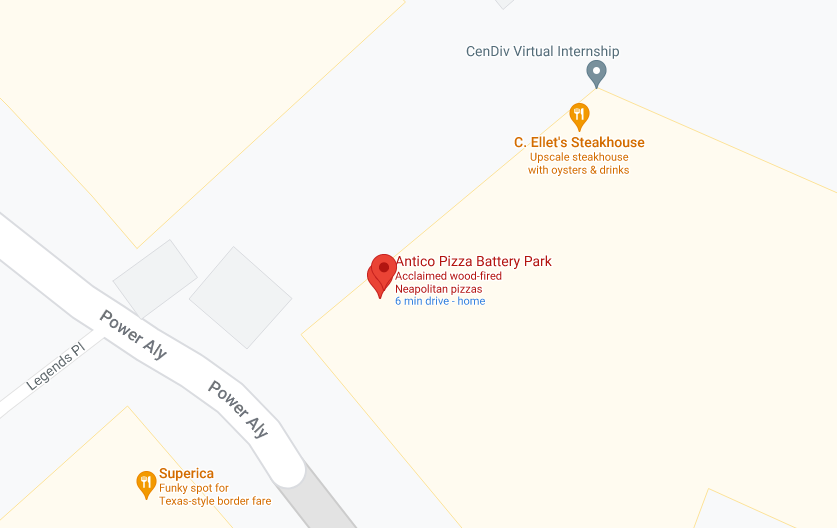 CenDiv Virtual Internship
C. Ellet's Steakhouse
Upscale steakhouse
with oysters & drinks
Antico Pizza Battery Park
Acclaimed wood-fired
Neapolitan pizzas
6 min drive - home
Power Aly
Legends Pl
Power Aly
Superica
Funky spot for
Texas-style border fare